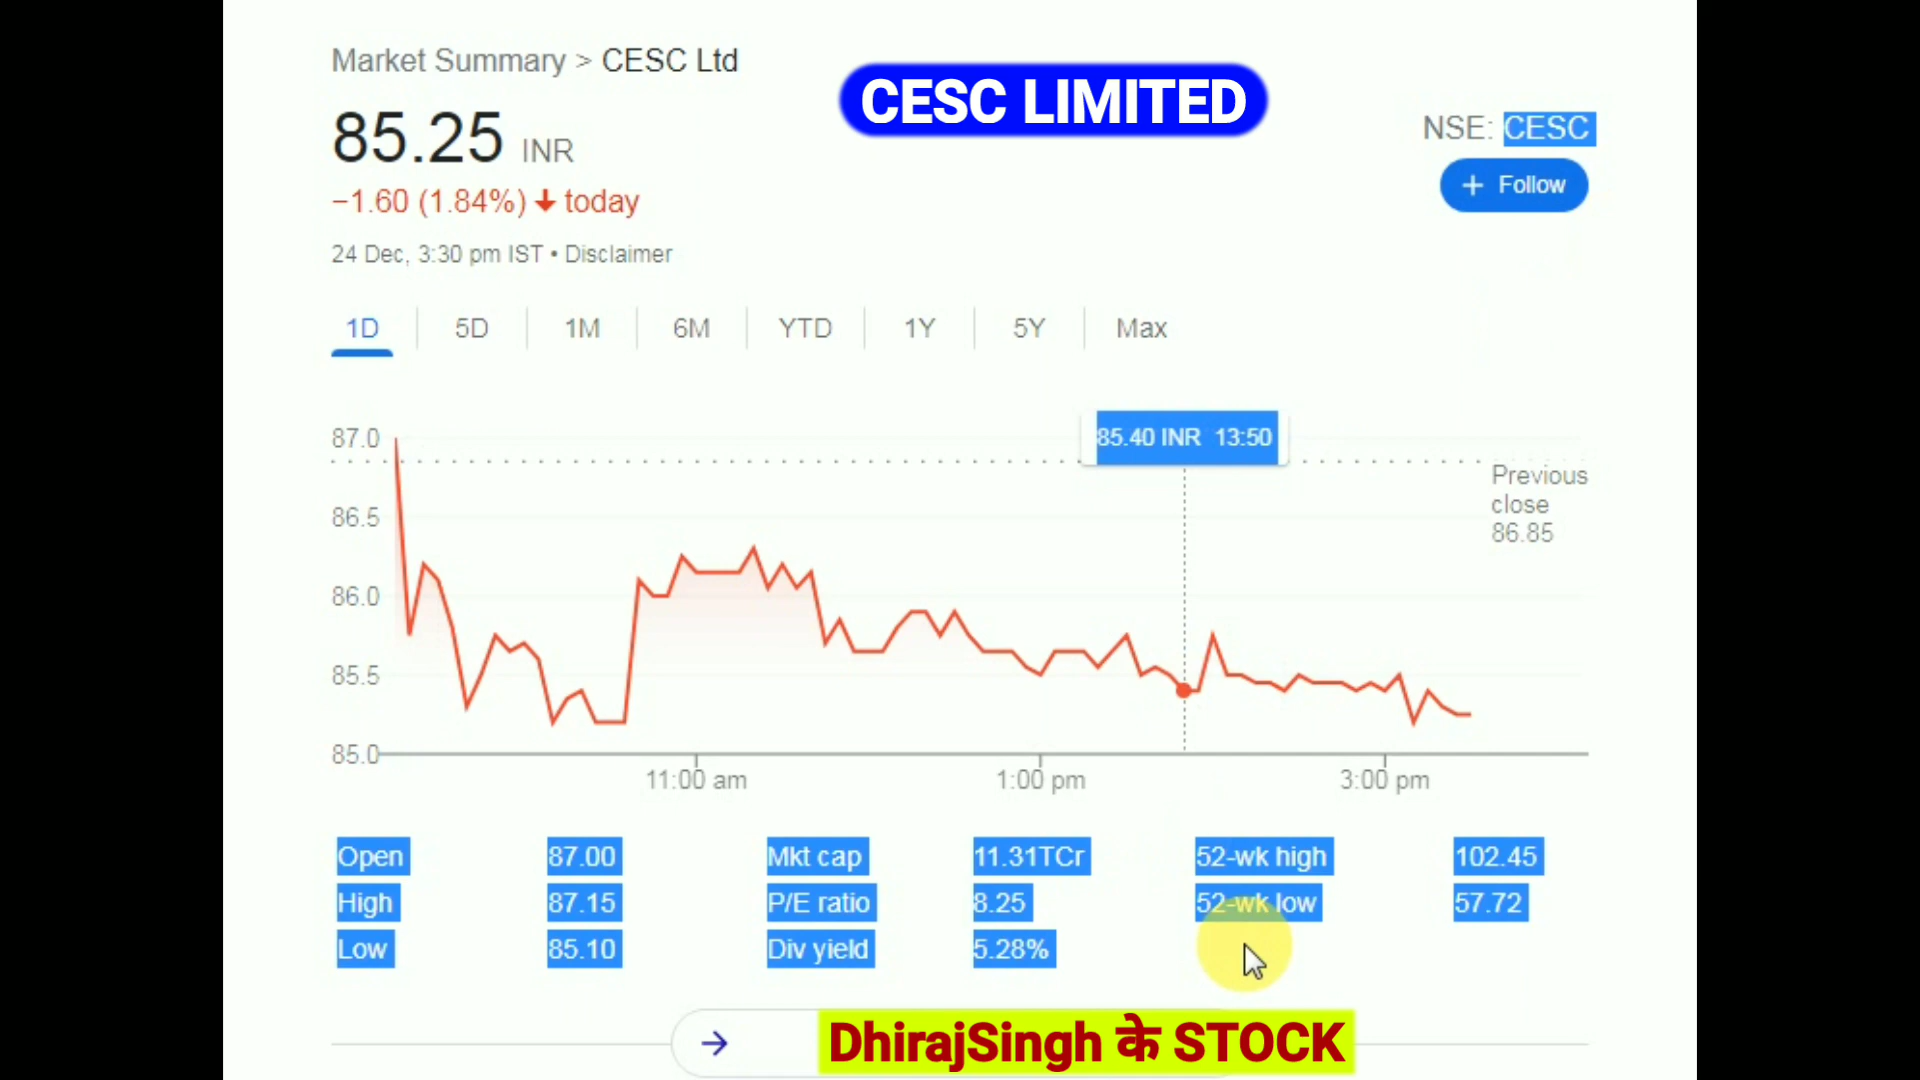 Market Summary > CESC Ltd
CESC LIMITED
85.25 INR
NSE: CESC
+ Follow
−1.60 (1.84%) ↓ today
24 Dec, 3:30 pm IST • Disclaimer
1D 5D 1M 6M YTD 1Y 5Y Max
85.40 INR 13:50
87.0
86.5
86.0
85.5
85.0
Previous
close
86.85
11:00 am 1:00 pm 3:00 pm
Open 87.00 Mkt cap 11.31TCr 52-wk high 102.45
High 87.15 P/E ratio 8.25 52-wk low 57.72
Low 85.10 Div yield 5.28%
DhirajSingh के STOCK